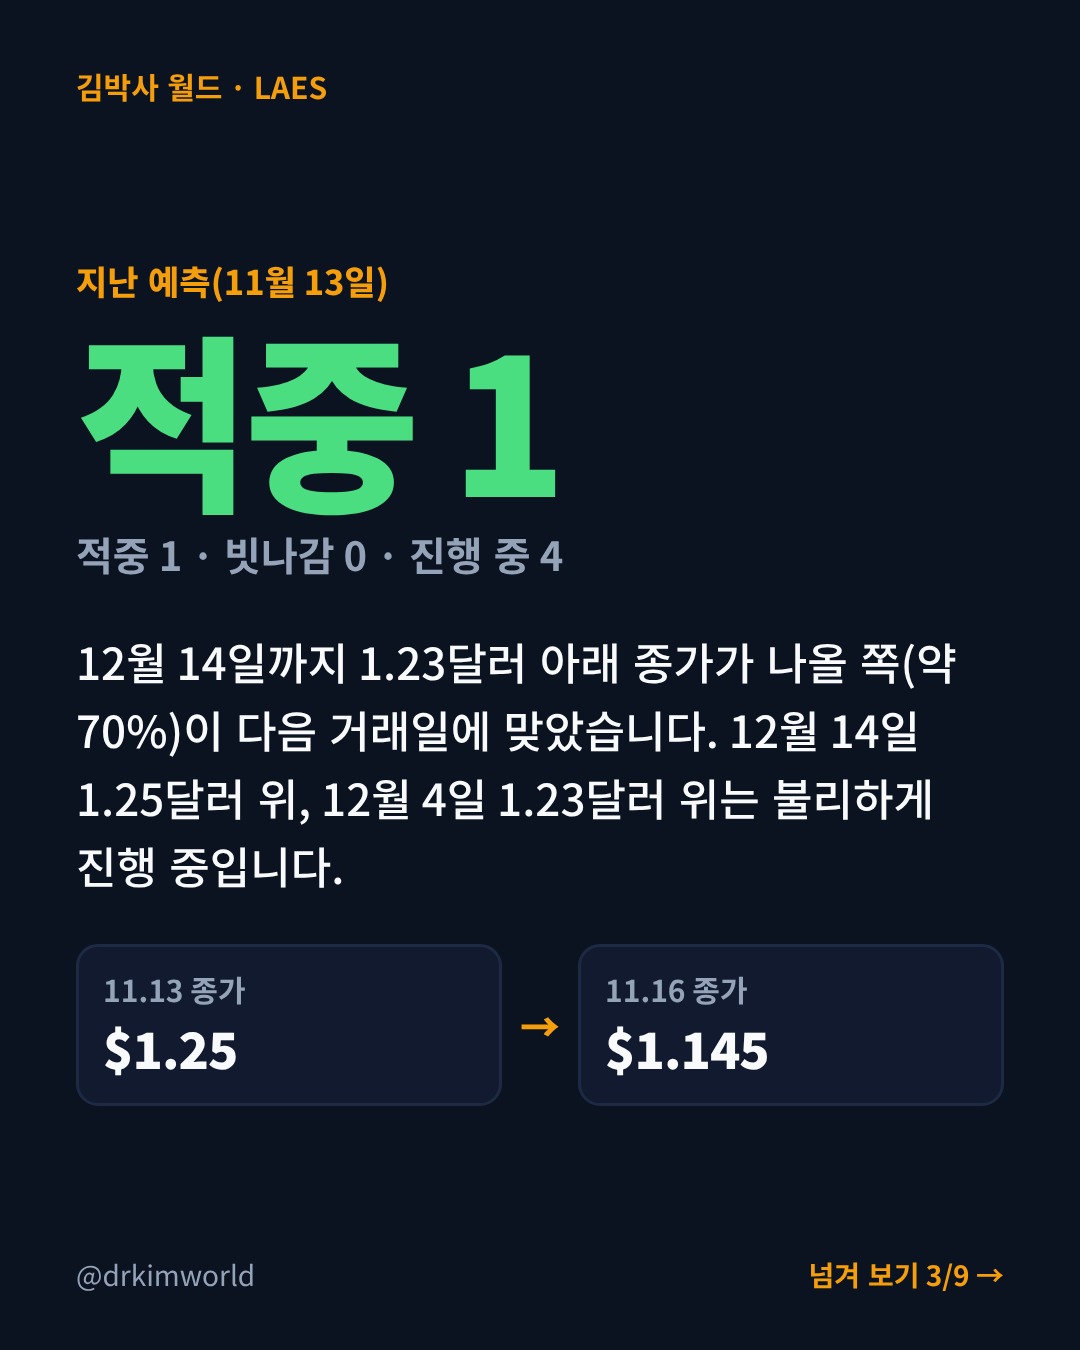 김박사 월드 · LAES
지난 예측(11월 13일)
적중 1
적중 1 · 빗나감 0 · 진행 중 4
12월 14일까지 1.23달러 아래 종가가 나올 쪽(약
70%)이 다음 거래일에 맞았습니다. 12월 14일
1.25달러 위, 12월 4일 1.23달러 위는 불리하게
진행 중입니다.
11.13 종가
$1.25
→
11.16 종가
$1.145
@drkimworld
넘겨 보기 3/9 →